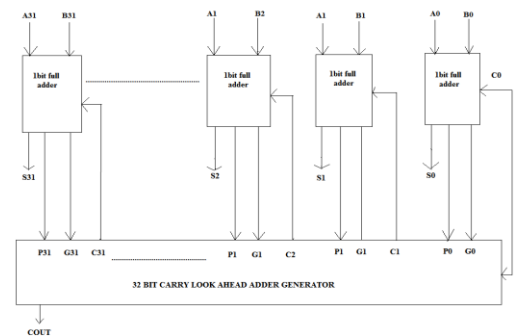 A31 B31 A1 B2 A1 B1 A0 B0
1bit full adder
1bit full adder
1bit full adder
1bit full adder
C0
S31 S2 S1 S0
P31 G31 C31 P1 G1 C2 P1 G1 C1 P0 G0
32 BIT CARRY LOOK AHEAD ADDER GENERATOR
COUT